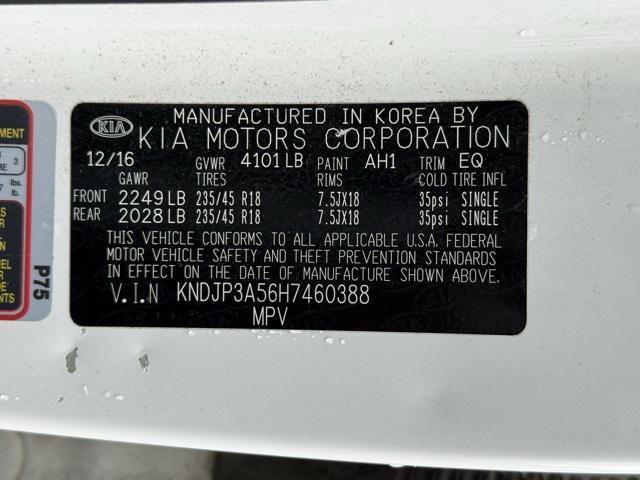 MANUFACTURED IN KOREA BY
KIA KIA MOTORS CORPORATION
12/16 GVWR 4101 LB PAINT AH1 TRIM EQ
GAWR TIRES RIMS COLD TIRE INFL
FRONT 2249 LB 235/45 R18 7.5JX18 35psi SINGLE
REAR 2028 LB 235/45 R18 7.5JX18 35psi SINGLE
THIS VEHICLE CONFORMS TO ALL APPLICABLE U.S.A. FEDERAL
MOTOR VEHICLE SAFETY AND THEFT PREVENTION STANDARDS
IN EFFECT ON THE DATE OF MANUFACTURE SHOWN ABOVE.
V.I.N KNDJP3A56H7460388
MPV
P75
3
lbs.